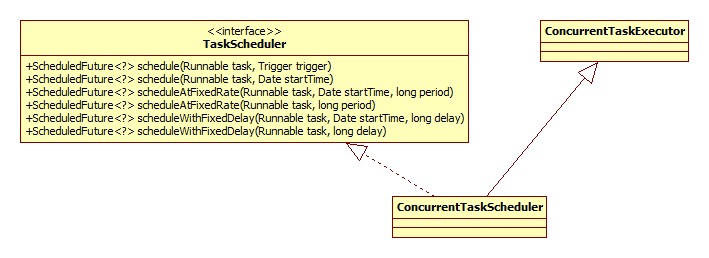 <<interface>>
TaskScheduler
+ScheduledFuture<?> schedule(Runnable task, Trigger trigger)
+ScheduledFuture<?> schedule(Runnable task, Date startTime)
+ScheduledFuture<?> scheduleAtFixedRate(Runnable task, Date startTime, long period)
+ScheduledFuture<?> scheduleAtFixedRate(Runnable task, long period)
+ScheduledFuture<?> scheduleWithFixedDelay(Runnable task, Date startTime, long delay)
+ScheduledFuture<?> scheduleWithFixedDelay(Runnable task, long delay)
ConcurrentTaskExecutor
ConcurrentTaskScheduler